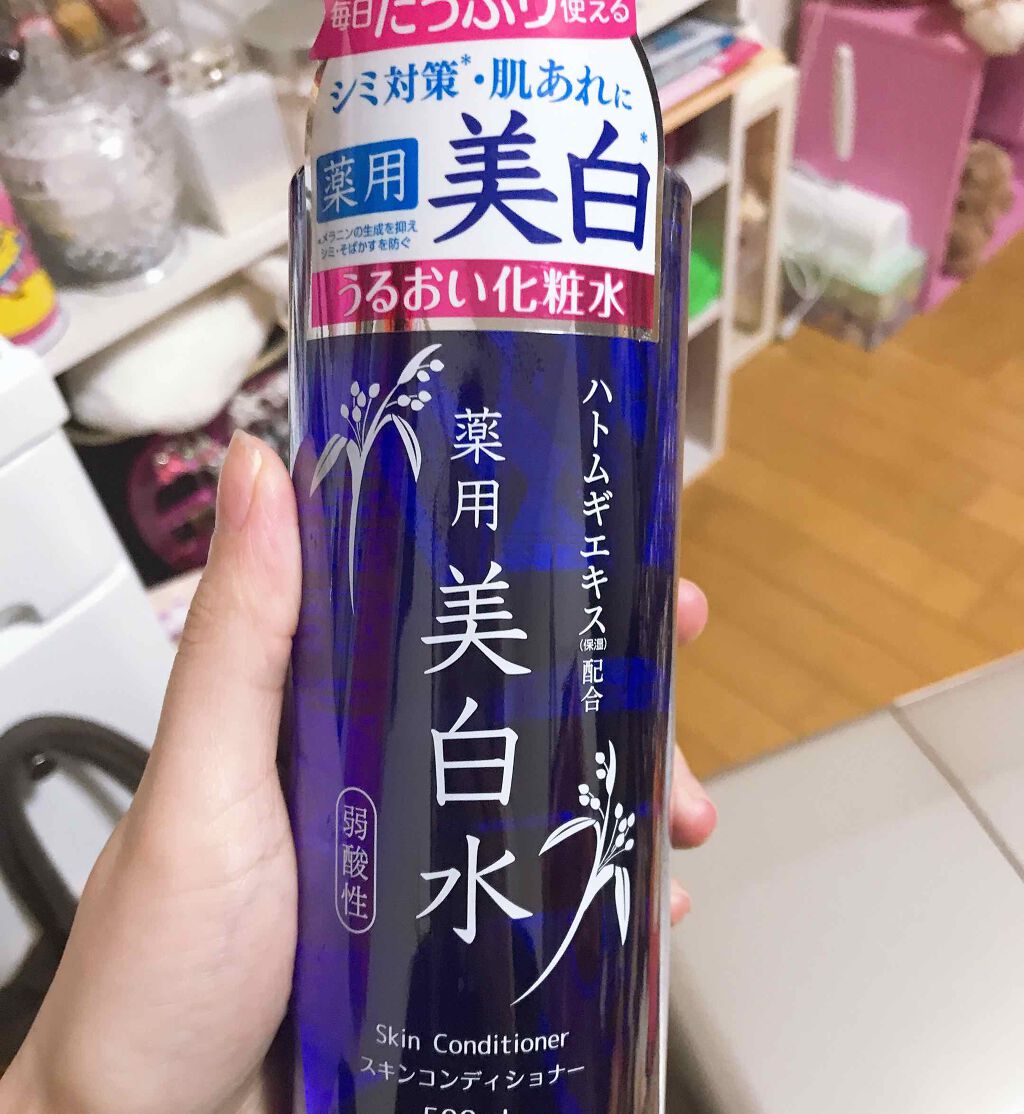 毎日たっぷり使える
シミ対策*・肌あれに
薬用
美白*
*メラニンの生成を抑え
シミ・そばかすを防ぐ
うるおい化粧水
ハトムギエキス(保湿)配合
薬用
美白水
弱酸性
Skin Conditioner
スキンコンディショナー